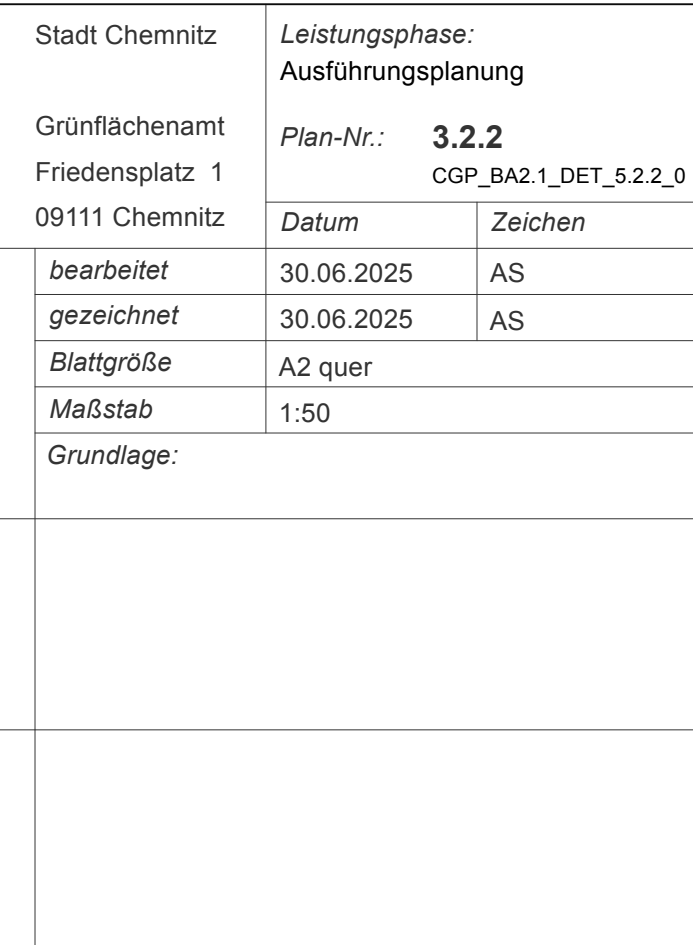 Stadt Chemnitz
Grünflächenamt
Friedensplatz 1
09111 Chemnitz
Leistungsphase:
Ausführungsplanung
Plan-Nr.: 3.2.2
CGP_BA2.1_DET_5.2.2_0
Datum Zeichen
bearbeitet 30.06.2025 AS
gezeichnet 30.06.2025 AS
Blattgröße A2 quer
Maßstab 1:50
Grundlage: